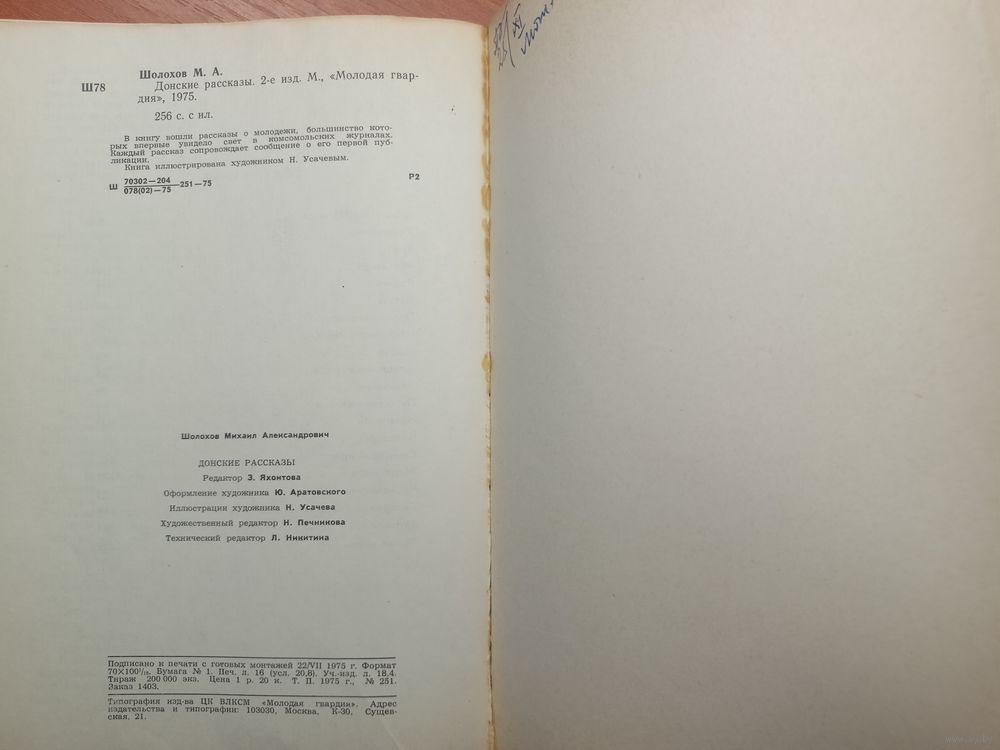 Шолохов М. А.
Ш78 Донские рассказы. 2-е изд. М., «Молодая гвар-
дия», 1975.
256 с. с ил.
В книгу вошли рассказы о молодежи, большинство кото-
рых впервые увидело свет в комсомольских журналах.
Каждый рассказ сопровождает сообщение о его первой пуб-
ликации.
Книга иллюстрирована художником Н. Усачевым.
Ш 70302—204
078(02)—75 251—75 Р2
Шолохов Михаил Александрович
ДОНСКИЕ РАССКАЗЫ
Редактор З. Яхонтова
Оформление художника Ю. Аратовского
Иллюстрации художника Н. Усачева
Художественный редактор Н. Печникова
Технический редактор Л. Никитина
Подписано к печати с готовых монтажей 22/VII 1975 г. Формат
70×100¹/₁₆. Бумага № 1. Печ. л. 16 (усл. 20,8). Уч.-изд. л. 18,4.
Тираж 200 000 экз. Цена 1 р. 20 к. Т. П. 1975 г., № 251.
Заказ 1403.
Типография изд-ва ЦК ВЛКСМ «Молодая гвардия». Адрес
издательства и типографии: 103030, Москва, К-30, Сущев-
ская, 21.